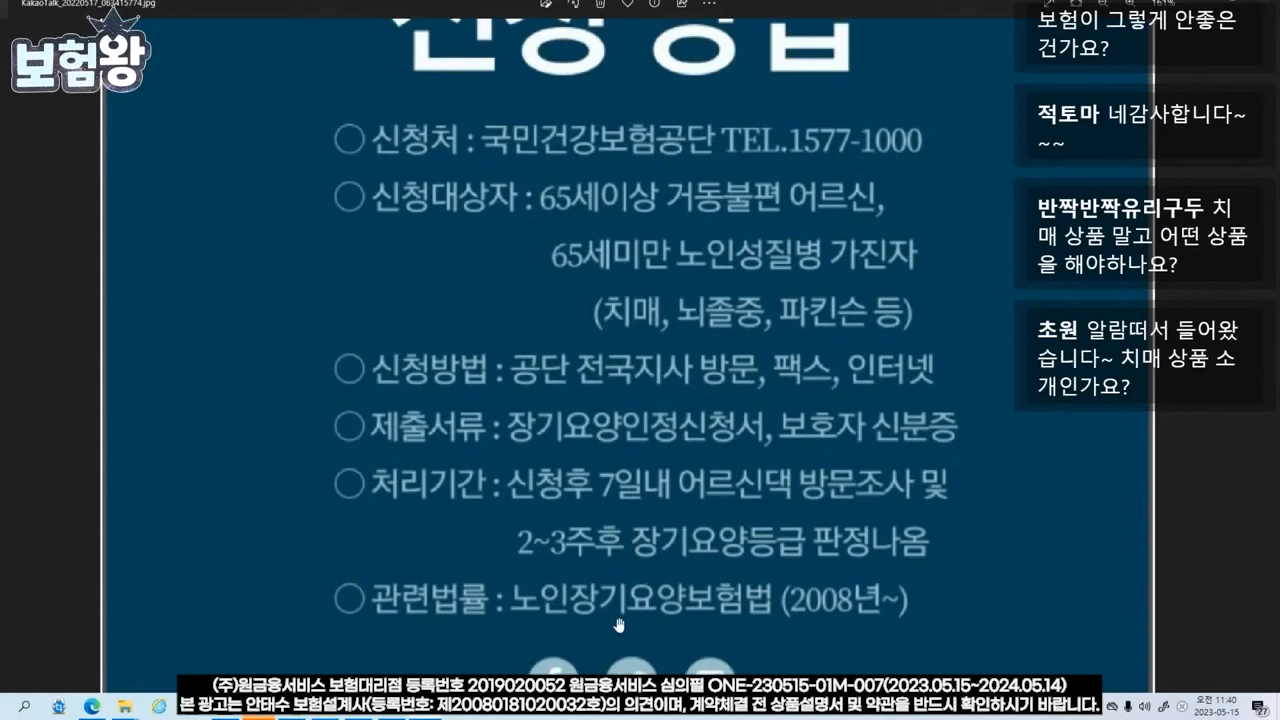 KakaoTalk_20220517_063415774.jpg
161%
보험왕
신청방법
○ 신청처 : 국민건강보험공단 TEL.1577-1000
○ 신청대상자 : 65세이상 거동불편 어르신,
65세미만 노인성질병 가진자
(치매, 뇌졸중, 파킨슨 등)
○ 신청방법 : 공단 전국지사 방문, 팩스, 인터넷
○ 제출서류 : 장기요양인정신청서, 보호자 신분증
○ 처리기간 : 신청후 7일내 어르신댁 방문조사 및
2~3주후 장기요양등급 판정나옴
○ 관련법률 : 노인장기요양보험법 (2008년~)
보험이 그렇게 안좋은
건가요?
적토마 네감사합니다~
~~
반짝반짝유리구두 치
매 상품 말고 어떤 상품
을 해야하나요?
초원 알람떠서 들어왔
습니다~ 치매 상품 소
개인가요?
(주)원금융서비스 보험대리점 등록번호 2019020052 원금융서비스 심의필 ONE-230515-01M-007(2023.05.15~2024.05.14)
본 광고는 안태수 보험설계사(등록번호: 제20080181020032호)의 의견이며, 계약체결 전 상품설명서 및 약관을 반드시 확인하시기 바랍니다.
오전 11:40
2023-05-15
27